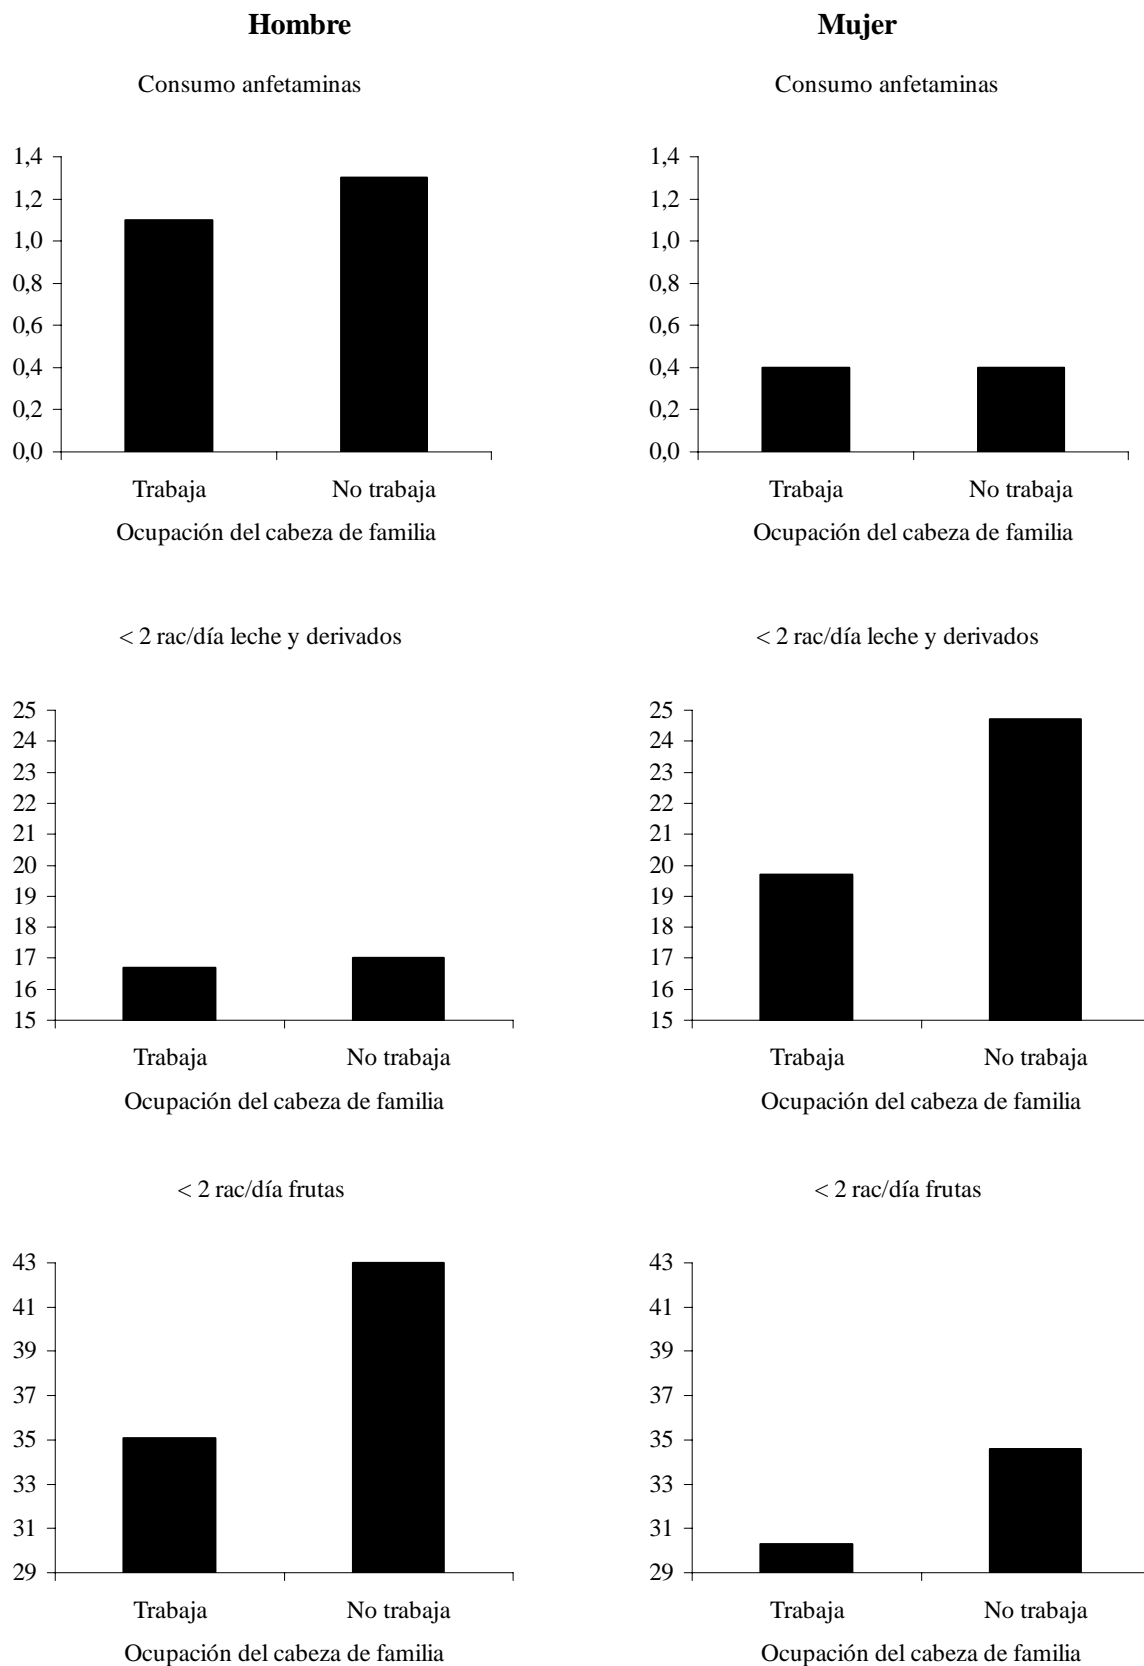 Hombre
Mujer
Consumo anfetaminas
Consumo anfetaminas
1,4
1,2
1,0
0,8
0,6
0,4
0,2
0,0
Trabaja No trabaja
Ocupación del cabeza de familia
1,4
1,2
1,0
0,8
0,6
0,4
0,2
0,0
Trabaja No trabaja
Ocupación del cabeza de familia
< 2 rac/día leche y derivados
25
24
23
22
21
20
19
18
17
16
15
Trabaja No trabaja
Ocupación del cabeza de familia
< 2 rac/día leche y derivados
25
24
23
22
21
20
19
18
17
16
15
Trabaja No trabaja
Ocupación del cabeza de familia
< 2 rac/día frutas
43
41
39
37
35
33
31
29
Trabaja No trabaja
Ocupación del cabeza de familia
< 2 rac/día frutas
43
41
39
37
35
33
31
29
Trabaja No trabaja
Ocupación del cabeza de familia